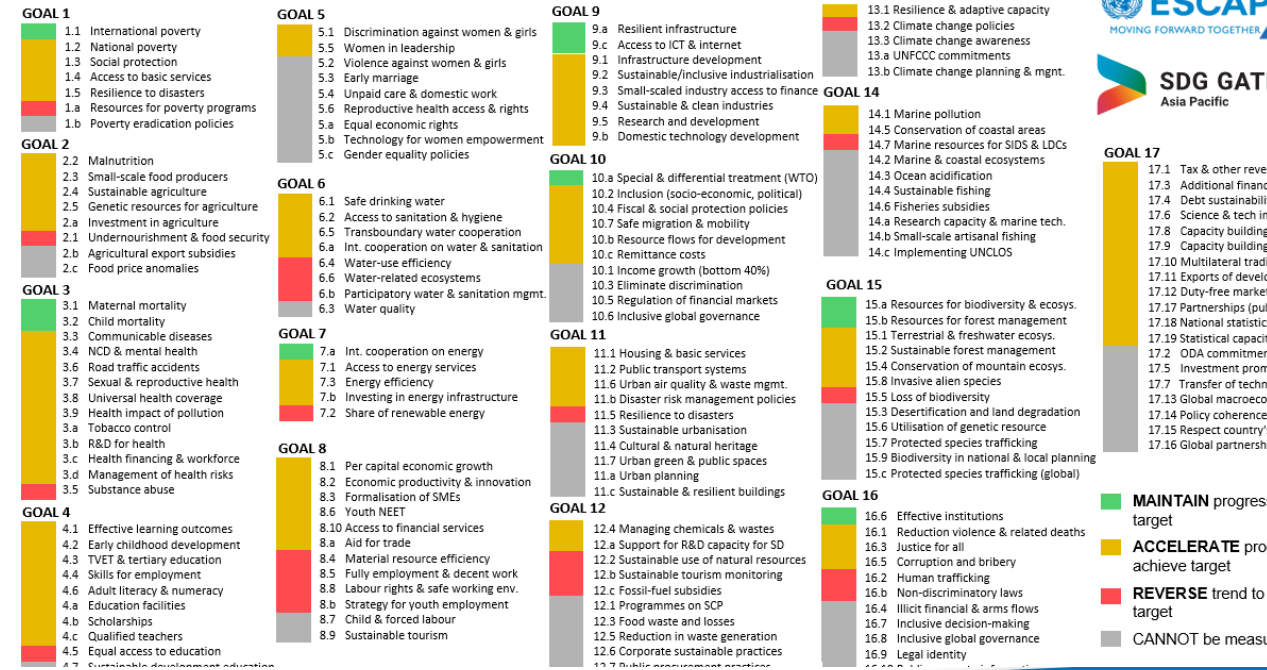 GOAL 1
1.1 International poverty
1.2 National poverty
1.3 Social protection
1.4 Access to basic services
1.5 Resilience to disasters
1.a Resources for poverty programs
1.b Poverty eradication policies
GOAL 2
2.2 Malnutrition
2.3 Small-scale food producers
2.4 Sustainable agriculture
2.5 Genetic resources for agriculture
2.a Investment in agriculture
2.1 Undernourishment & food security
2.b Agricultural export subsidies
2.c Food price anomalies
GOAL 3
3.1 Maternal mortality
3.2 Child mortality
3.3 Communicable diseases
3.4 NCD & mental health
3.6 Road traffic accidents
3.7 Sexual & reproductive health
3.8 Universal health coverage
3.9 Health impact of pollution
3.a Tobacco control
3.b R&D for health
3.c Health financing & workforce
3.d Management of health risks
3.5 Substance abuse
GOAL 4
4.1 Effective learning outcomes
4.2 Early childhood development
4.3 TVET & tertiary education
4.4 Skills for employment
4.6 Adult literacy & numeracy
4.a Education facilities
4.b Scholarships
4.c Qualified teachers
4.5 Equal access to education
4.7 Sustainable development education
GOAL 5
5.1 Discrimination against women & girls
5.5 Women in leadership
5.2 Violence against women & girls
5.3 Early marriage
5.4 Unpaid care & domestic work
5.6 Reproductive health access & rights
5.a Equal economic rights
5.b Technology for women empowerment
5.c Gender equality policies
GOAL 6
6.1 Safe drinking water
6.2 Access to sanitation & hygiene
6.5 Transboundary water cooperation
6.a Int. cooperation on water & sanitation
6.4 Water-use efficiency
6.6 Water-related ecosystems
6.b Participatory water & sanitation mgmt.
6.3 Water quality
GOAL 7
7.a Int. cooperation on energy
7.1 Access to energy services
7.3 Energy efficiency
7.b Investing in energy infrastructure
7.2 Share of renewable energy
GOAL 8
8.1 Per capital economic growth
8.2 Economic productivity & innovation
8.3 Formalisation of SMEs
8.6 Youth NEET
8.10 Access to financial services
8.a Aid for trade
8.4 Material resource efficiency
8.5 Fully employment & decent work
8.8 Labour rights & safe working env.
8.b Strategy for youth employment
8.7 Child & forced labour
8.9 Sustainable tourism
GOAL 9
9.a Resilient infrastructure
9.c Access to ICT & internet
9.1 Infrastructure development
9.2 Sustainable/inclusive industrialisation
9.3 Small-scaled industry access to finance
9.4 Sustainable & clean industries
9.5 Research and development
9.b Domestic technology development
GOAL 10
10.a Special & differential treatment (WTO)
10.2 Inclusion (socio-economic, political)
10.4 Fiscal & social protection policies
10.7 Safe migration & mobility
10.b Resource flows for development
10.c Remittance costs
10.1 Income growth (bottom 40%)
10.3 Eliminate discrimination
10.5 Regulation of financial markets
10.6 Inclusive global governance
GOAL 11
11.1 Housing & basic services
11.2 Public transport systems
11.6 Urban air quality & waste mgmt.
11.b Disaster risk management policies
11.5 Resilience to disasters
11.3 Sustainable urbanisation
11.4 Cultural & natural heritage
11.7 Urban green & public spaces
11.a Urban planning
11.c Sustainable & resilient buildings
GOAL 12
12.4 Managing chemicals & wastes
12.a Support for R&D capacity for SD
12.2 Sustainable use of natural resources
12.b Sustainable tourism monitoring
12.c Fossil-fuel subsidies
12.1 Programmes on SCP
12.3 Food waste and losses
12.5 Reduction in waste generation
12.6 Corporate sustainable practices
12.7 Public procurement practices
13.1 Resilience & adaptive capacity
13.2 Climate change policies
13.3 Climate change awareness
13.a UNFCCC commitments
13.b Climate change planning & mgnt.
GOAL 14
14.1 Marine pollution
14.5 Conservation of coastal areas
14.7 Marine resources for SIDS & LDCs
14.2 Marine & coastal ecosystems
14.3 Ocean acidification
14.4 Sustainable fishing
14.6 Fisheries subsidies
14.a Research capacity & marine tech.
14.b Small-scale artisanal fishing
14.c Implementing UNCLOS
GOAL 15
15.a Resources for biodiversity & ecosys.
15.b Resources for forest management
15.1 Terrestrial & freshwater ecosys.
15.2 Sustainable forest management
15.4 Conservation of mountain ecosys.
15.8 Invasive alien species
15.5 Loss of biodiversity
15.3 Desertification and land degradation
15.6 Utilisation of genetic resource
15.7 Protected species trafficking
15.9 Biodiversity in national & local planning
15.c Protected species trafficking (global)
GOAL 16
16.6 Effective institutions
16.1 Reduction violence & related deaths
16.3 Justice for all
16.5 Corruption and bribery
16.2 Human trafficking
16.b Non-discriminatory laws
16.4 Illicit financial & arms flows
16.7 Inclusive decision-making
16.8 Inclusive global governance
16.9 Legal identity
ESCAP
MOVING FORWARD TOGETHER
SDG GAT
Asia Pacific
GOAL 17
17.1 Tax & other reve
17.3 Additional financ
17.4 Debt sustainabili
17.6 Science & tech in
17.8 Capacity building
17.9 Capacity building
17.10 Multilateral tradi
17.11 Exports of develo
17.12 Duty-free market
17.17 Partnerships (pu
17.18 National statistic
17.19 Statistical capacit
17.2 ODA commitmen
17.5 Investment prom
17.7 Transfer of techn
17.13 Global macroeco
17.14 Policy coherence
17.15 Respect country'
17.16 Global partnersh
MAINTAIN progres
target
ACCELERATE pro
achieve target
REVERSE trend to
target
CANNOT be measu